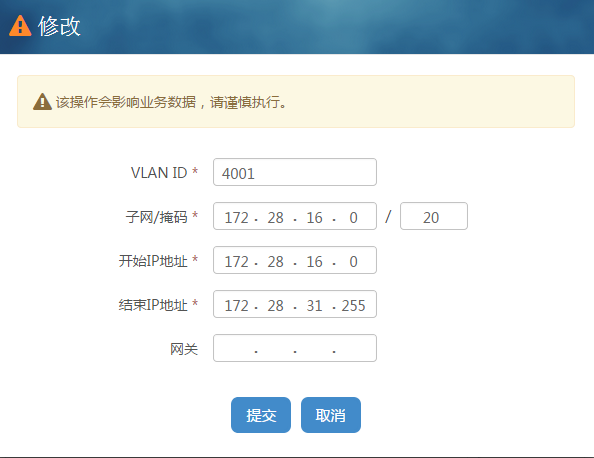 修改
该操作会影响业务数据，请谨慎执行。
VLAN ID * 4001
子网/掩码 * 172 . 28 . 16 . 0 / 20
开始IP地址 * 172 . 28 . 16 . 0
结束IP地址 * 172 . 28 . 31 . 255
网关 . . .
提交 取消